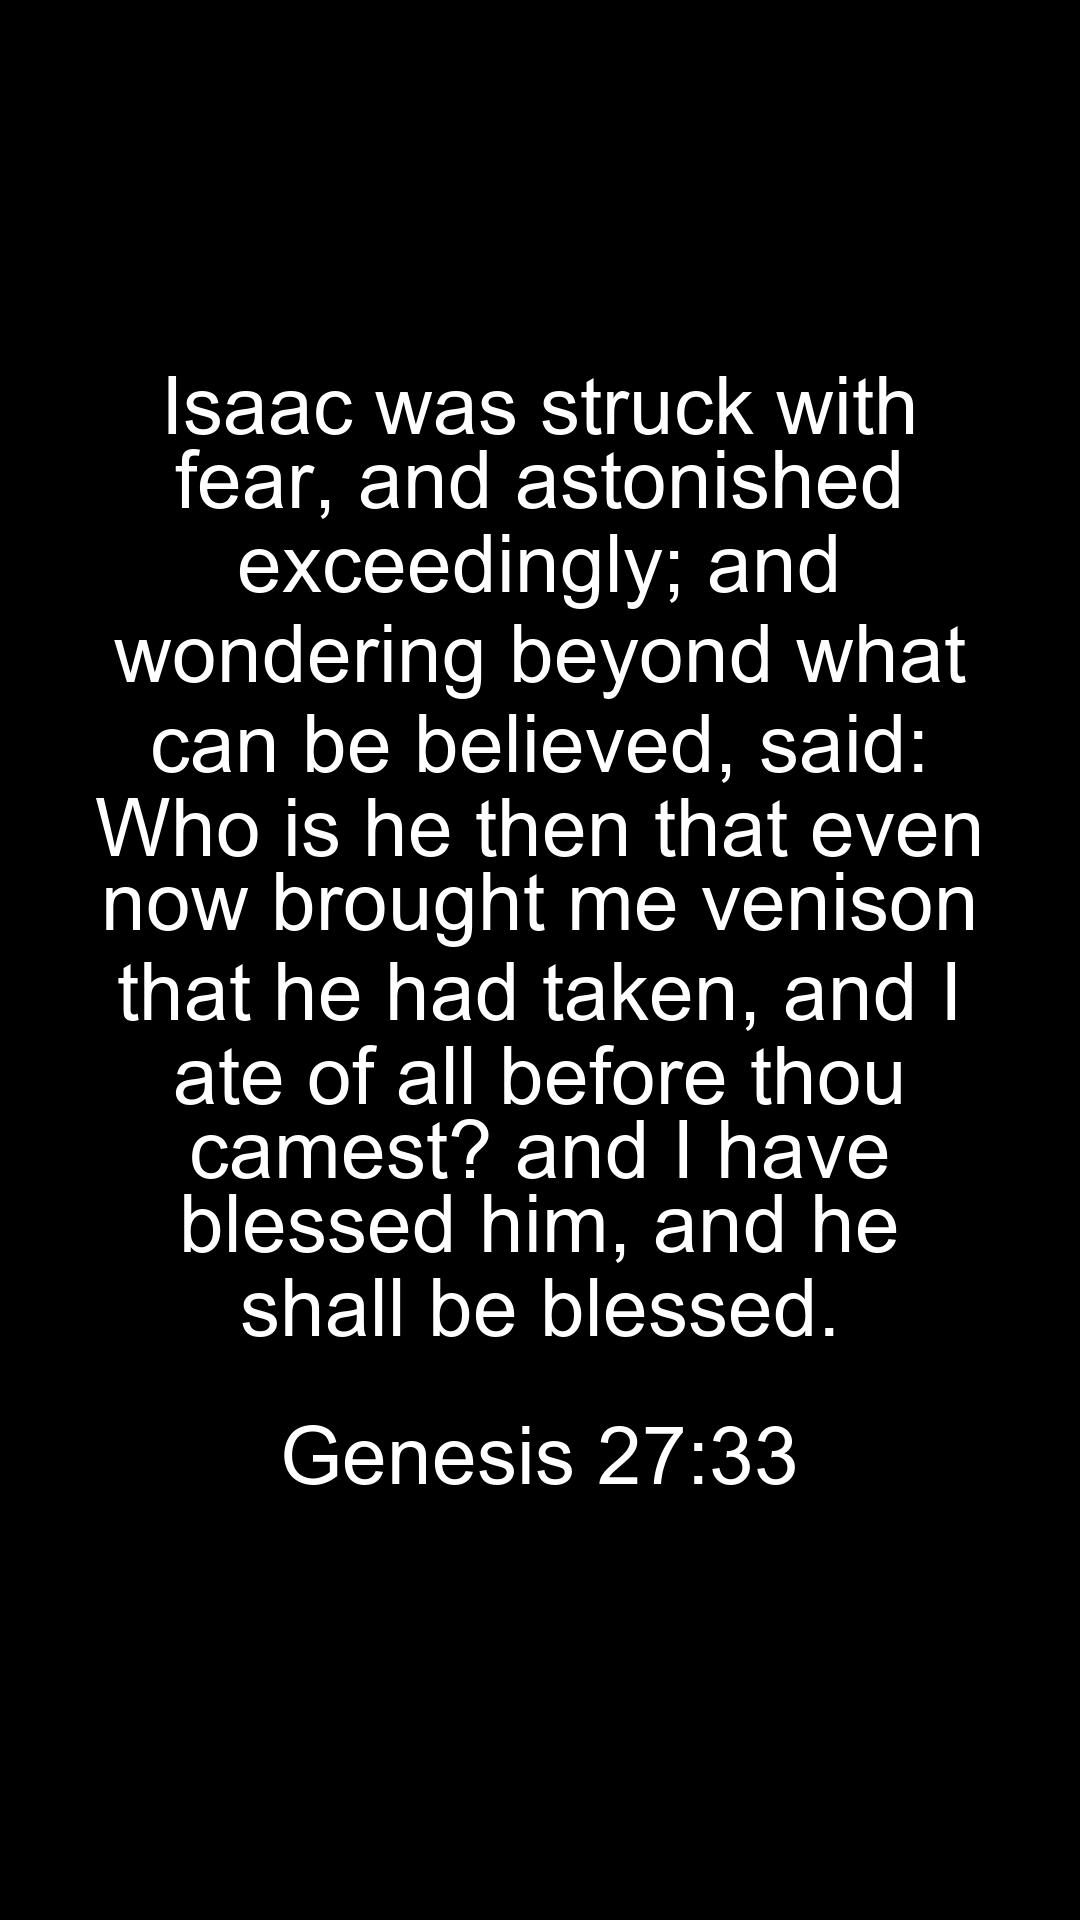 Isaac was struck with
fear, and astonished
exceedingly; and
wondering beyond what
can be believed, said:
Who is he then that even
now brought me venison
that he had taken, and I
ate of all before thou
camest? and I have
blessed him, and he
shall be blessed.
Genesis 27:33